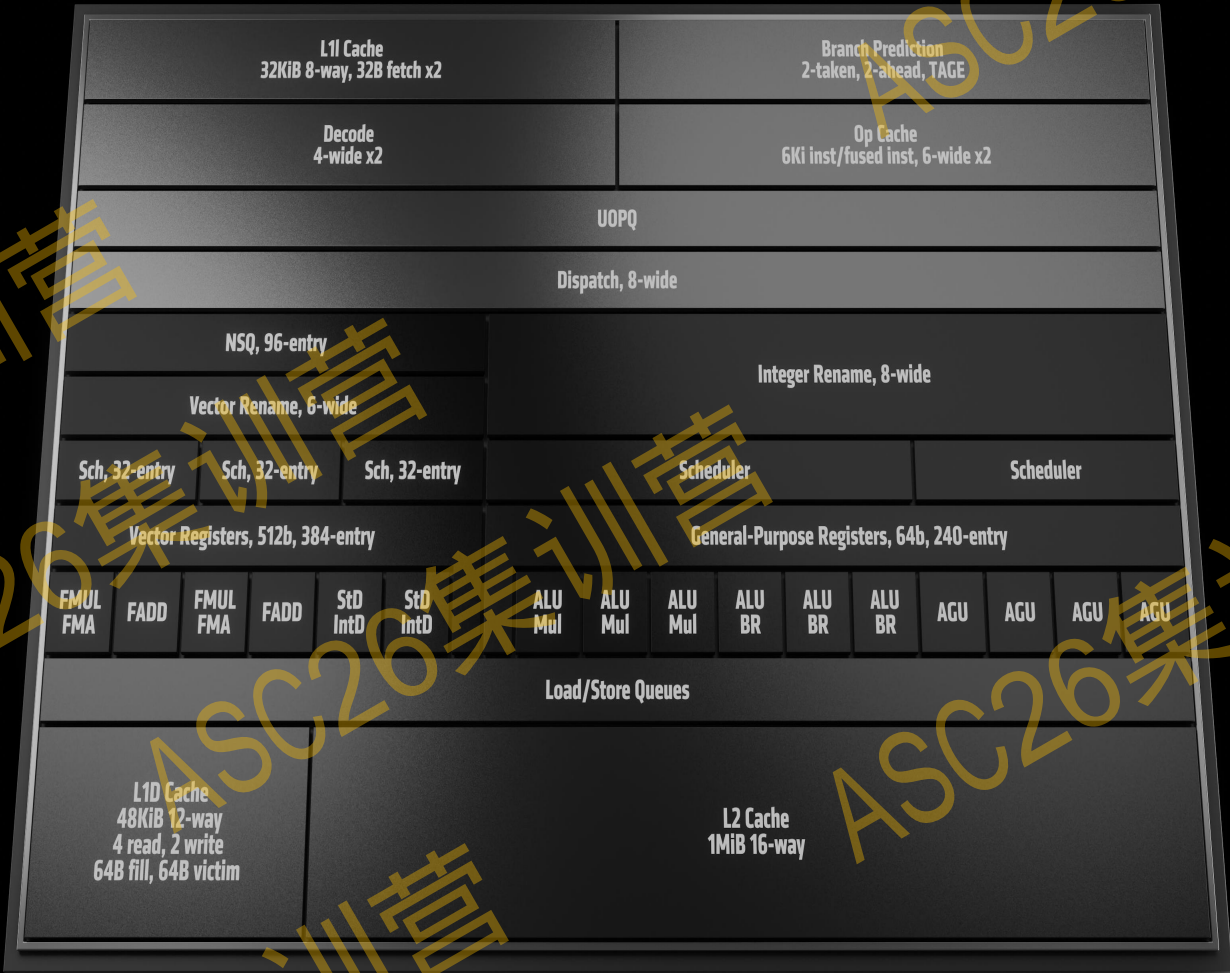 L1I Cache
32KiB 8-way, 32B fetch x2
Branch Prediction
2-taken, 2-ahead, TAGE
Decode
4-wide x2
Op Cache
6Ki inst/fused inst, 6-wide x2
UOPQ
Dispatch, 8-wide
NSQ, 96-entry
Integer Rename, 8-wide
Vector Rename, 6-wide
Sch, 32-entry
Sch, 32-entry
Sch, 32-entry
Scheduler
Scheduler
Vector Registers, 512b, 384-entry
General-Purpose Registers, 64b, 240-entry
FMUL
FMA
FADD
FMUL
FMA
FADD
StD
IntD
StD
IntD
ALU
Mul
ALU
Mul
ALU
Mul
ALU
BR
ALU
BR
ALU
BR
AGU
AGU
AGU
AGU
Load/Store Queues
L1D Cache
48KiB 12-way
4 read, 2 write
64B fill, 64B victim
L2 Cache
1MiB 16-way
ASC2
训营
26集训营
ASC26集训营
ASC26集
训营